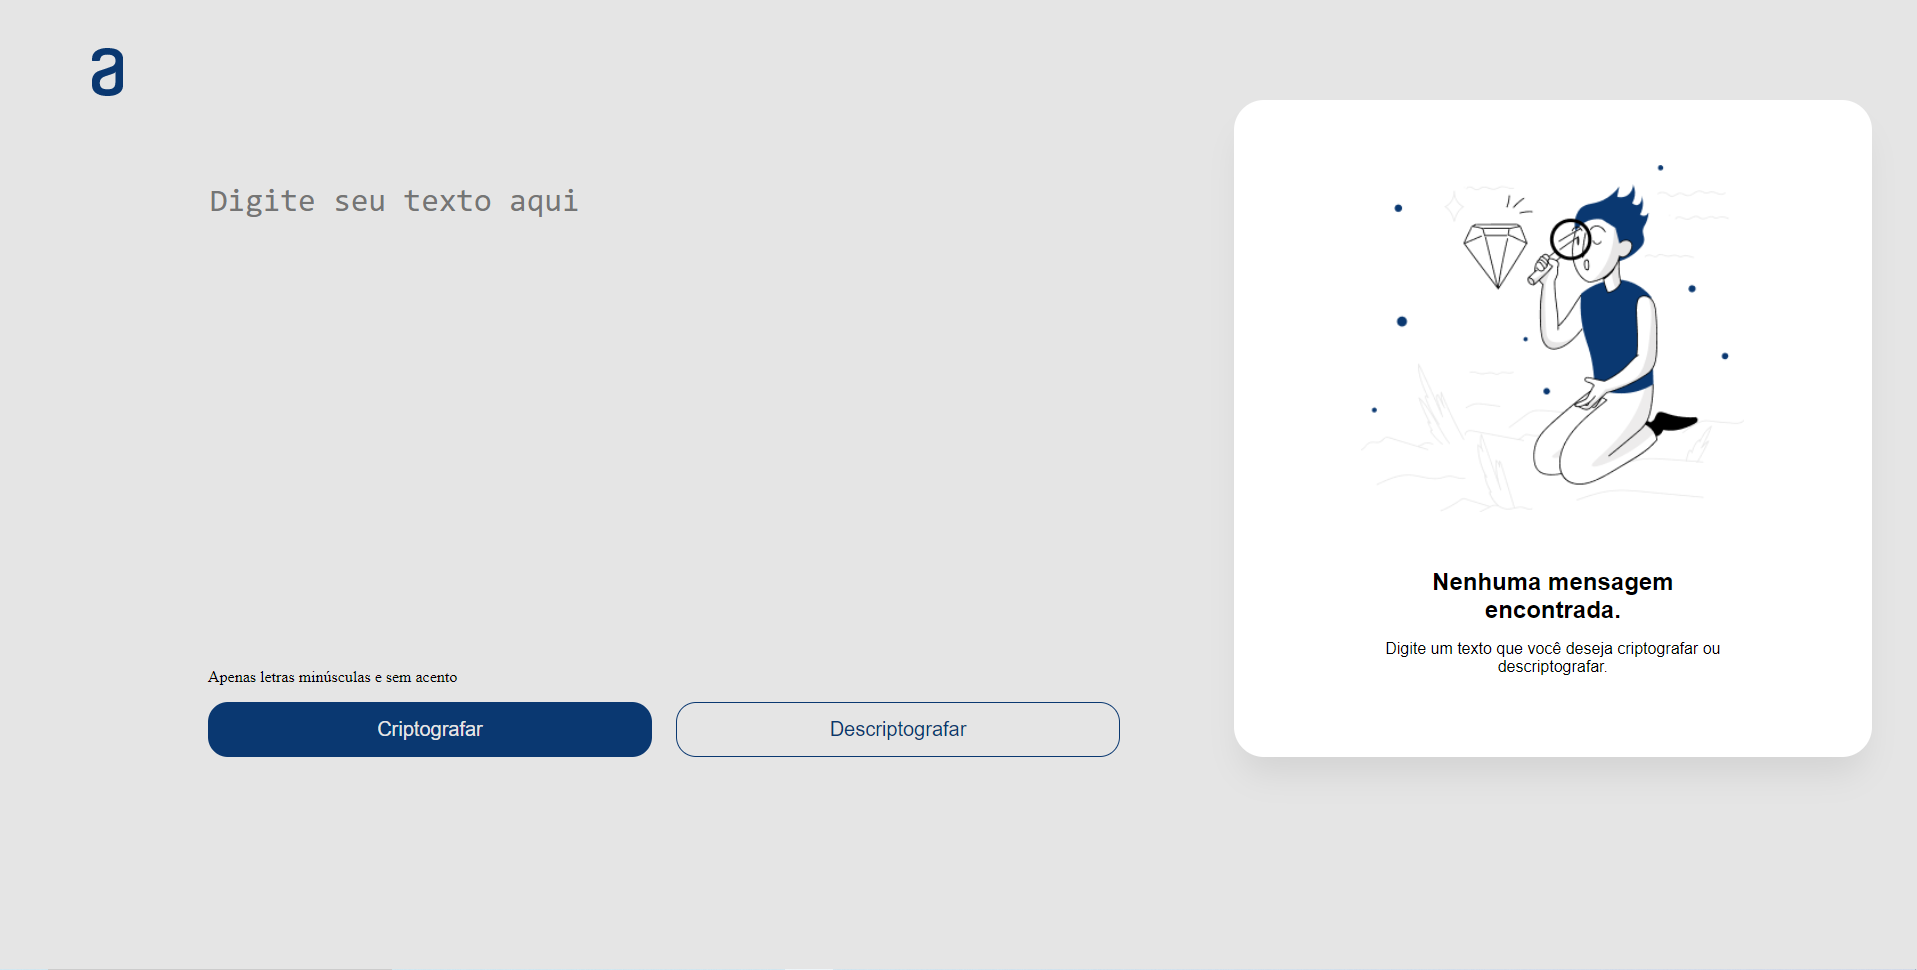 a
Digite seu texto aqui
Apenas letras minúsculas e sem acento
Criptografar
Descriptografar
Nenhuma mensagem
encontrada.
Digite um texto que você deseja criptografar ou
descriptografar.